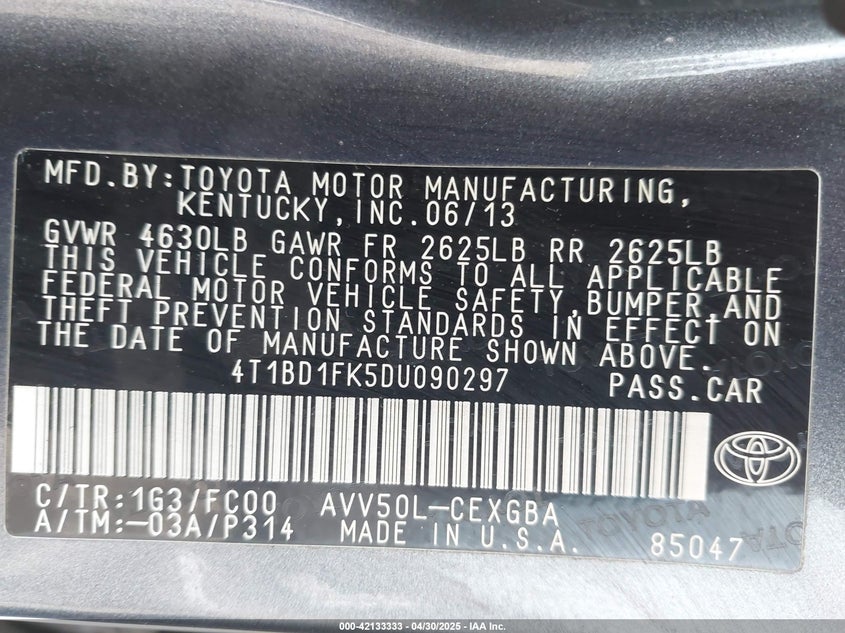 MFD.BY:TOYOTA MOTOR MANUFACTURING,
KENTUCKY,INC.06/13
GVWR 4630LB GAWR FR 2625LB RR 2625LB
THIS VEHICLE CONFORMS TO ALL APPLICABLE
FEDERAL MOTOR VEHICLE SAFETY,BUMPER,AND
THEFT PREVENTION STANDARDS IN EFFECT ON
THE DATE OF MANUFACTURE SHOWN ABOVE.
4T1BD1FK5DU090297 PASS.CAR
C/TR:1G3/FC00 AVV50L-CEXGBA
A/TM:-03A/P314 MADE IN U.S.A. 85047
TOYOTA
000-42133333 - 04/30/2025 - IAA Inc.